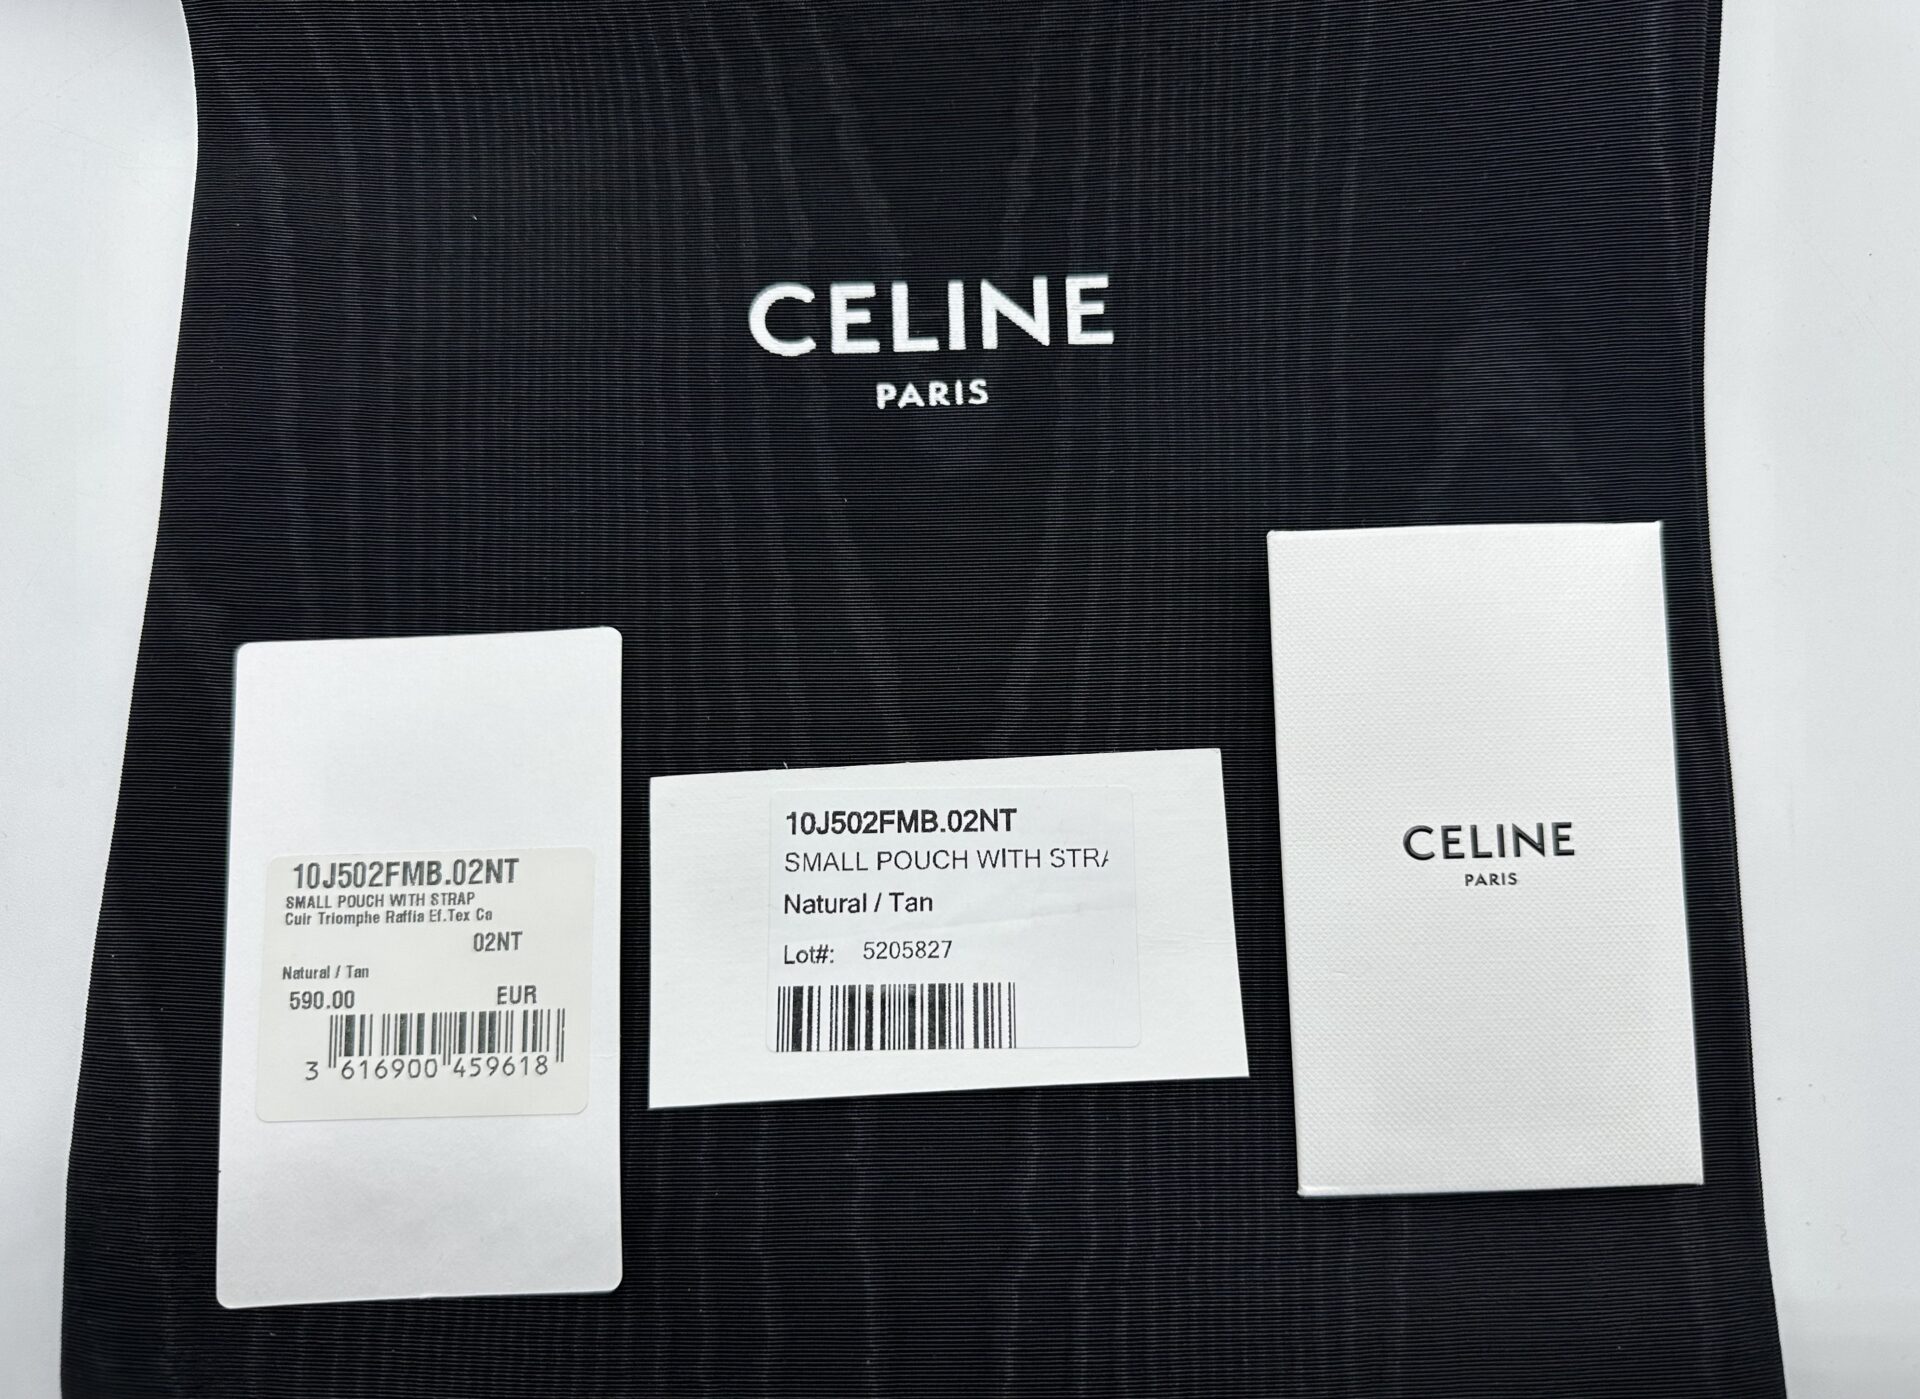 CELINE
PARIS
10J502FMB.02NT
SMALL POUCH WITH STRAP
Cuir Triomphe Raffia Ef.Tex Co
02NT
Natural / Tan
590.00 EUR
3 616900 459618
10J502FMB.02NT
SMALL POUCH WITH STRA
Natural / Tan
Lot#: 5205827
CELINE
PARIS